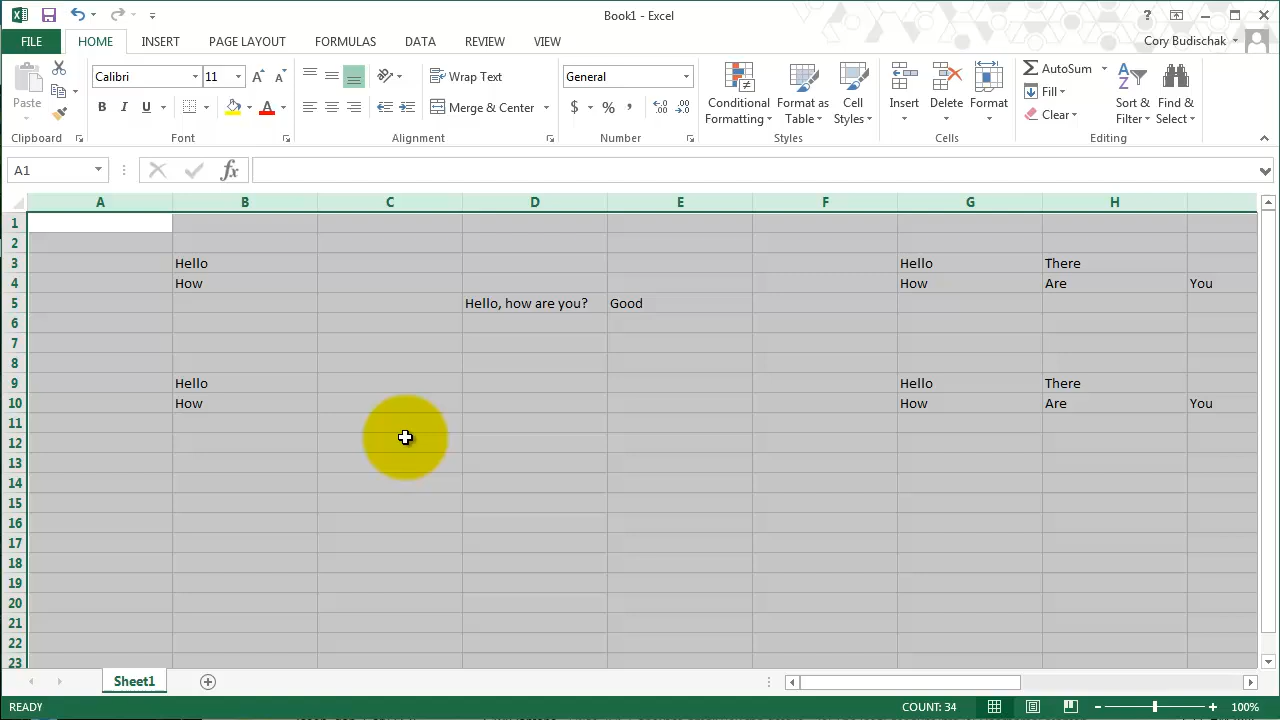 Book1 - Excel
?
FILE HOME INSERT PAGE LAYOUT FORMULAS DATA REVIEW VIEW Cory Budischak
Paste
Calibri 11 A A
B I U A
Wrap Text
Merge & Center
General
$ % ,
Conditional Formatting
Format as Table
Cell Styles
Insert
Delete
Format
AutoSum
Fill
Clear
Sort & Filter
Find & Select
Clipboard Font Alignment Number Styles Cells Editing
A1 fx
A B C D E F G H
1
2
3 Hello Hello There
4 How How Are You
5 Hello, how are you? Good
6
7
8
9 Hello Hello There
10 How How Are You
11
12
13
14
15
16
17
18
19
20
21
22
23
Sheet1
READY COUNT: 34 100%